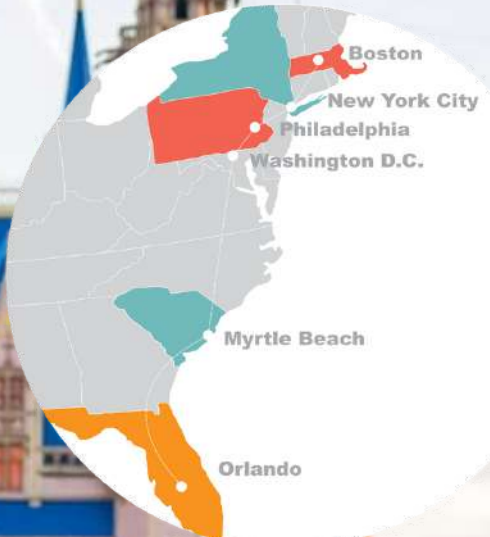 Boston
New York City
Philadelphia
Washington D.C.
Myrtle Beach
Orlando